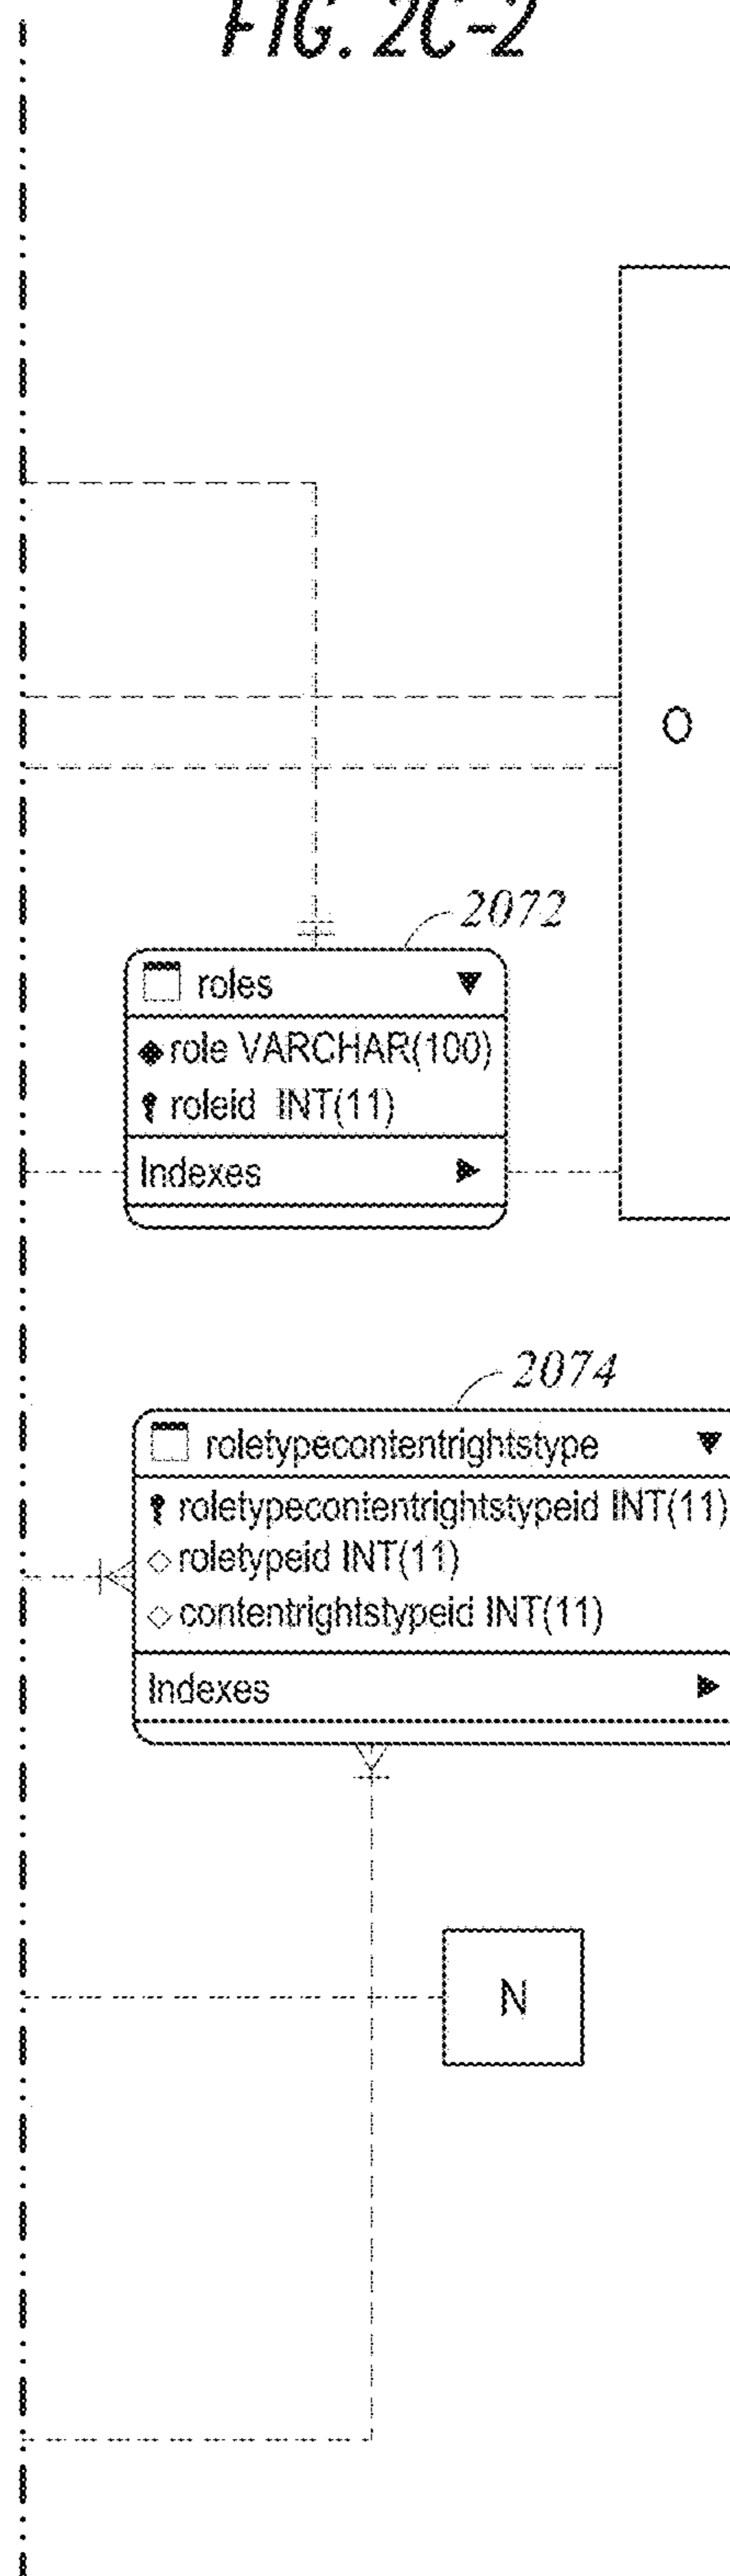 FIG. 2C-2
O
2072
roles
role VARCHAR(100)
roleid INT(11)
Indexes
2074
roletypecontentrightstype
roletypecontentrightstypeid INT(11)
roletypeid INT(11)
contentrightstypeid INT(11)
Indexes
N